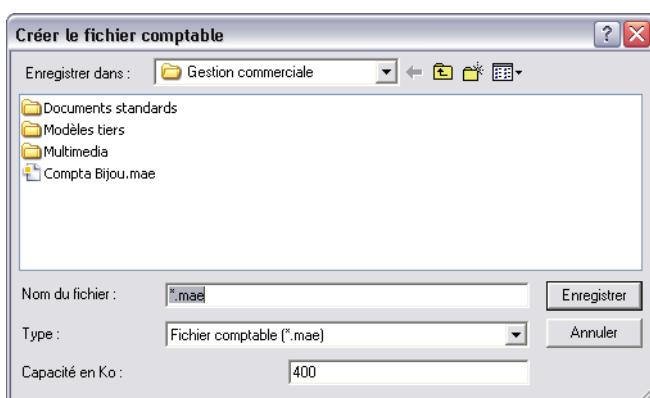 Créer le fichier comptable
Enregistrer dans : Gestion commerciale
Documents standards
Modèles tiers
Multimedia
Compta Bijou.mae
Nom du fichier : *.mae Enregistrer
Type : Fichier comptable (*.mae) Annuler
Capacité en Ko : 400